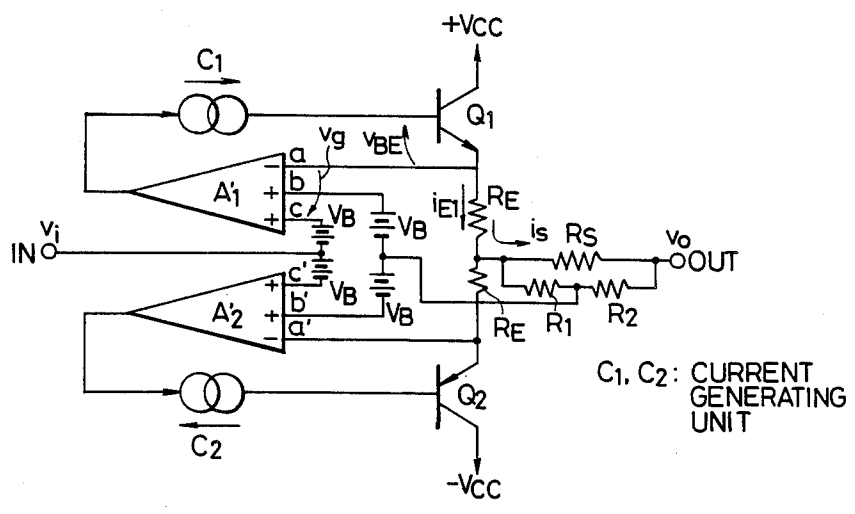 +VCC
C1
Q1
vg
vBE
a
−
b
A'1
+
c
+
VB
VB
iE1
RE
is
RS
vi
IN
vo
OUT
c'
+
VB
b'
A'2
+
VB
a'
−
RE
R1
R2
C1, C2 : CURRENT
GENERATING
UNIT
Q2
C2
−VCC